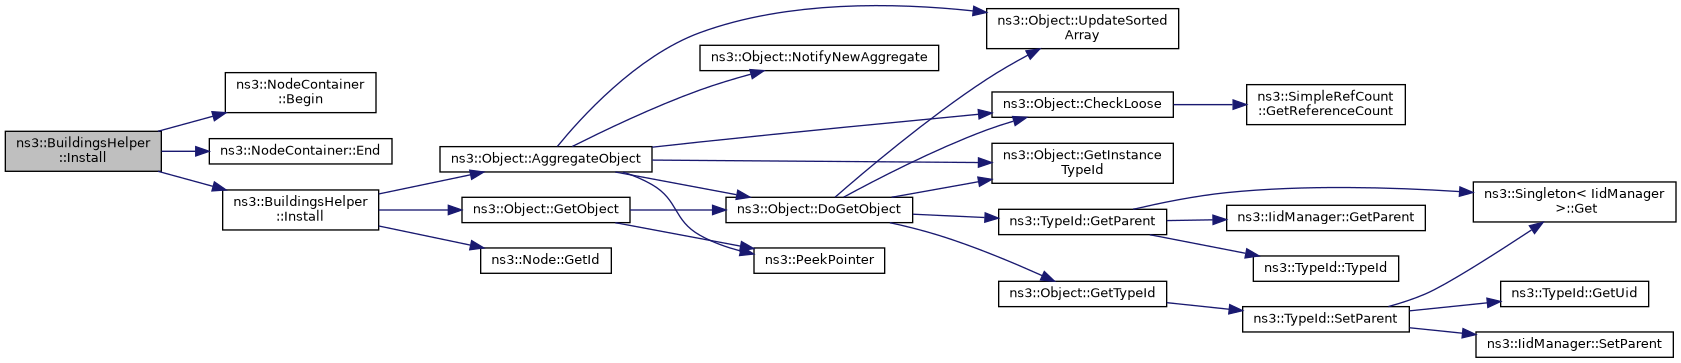 ns3::BuildingsHelper
::Install
ns3::NodeContainer
::Begin
ns3::NodeContainer::End
ns3::BuildingsHelper
::Install
ns3::Object::AggregateObject
ns3::Object::GetObject
ns3::Node::GetId
ns3::Object::NotifyNewAggregate
ns3::Object::DoGetObject
ns3::PeekPointer
ns3::Object::UpdateSorted
Array
ns3::Object::CheckLoose
ns3::Object::GetInstance
TypeId
ns3::TypeId::GetParent
ns3::Object::GetTypeId
ns3::SimpleRefCount
::GetReferenceCount
ns3::IidManager::GetParent
ns3::TypeId::TypeId
ns3::TypeId::SetParent
ns3::Singleton< IidManager
>::Get
ns3::TypeId::GetUid
ns3::IidManager::SetParent